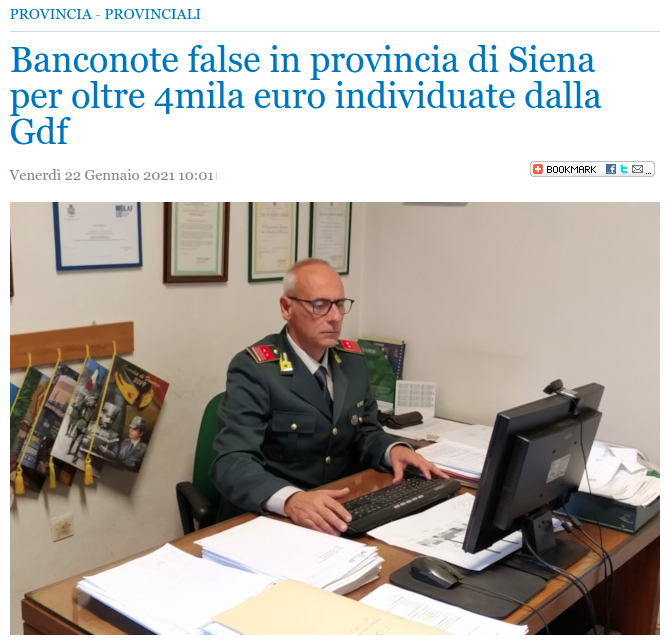 PROVINCIA - PROVINCIALI
Banconote false in provincia di Siena
per oltre 4mila euro individuate dalla
Gdf
Venerdì 22 Gennaio 2021 10:01
BOOKMARK
2019